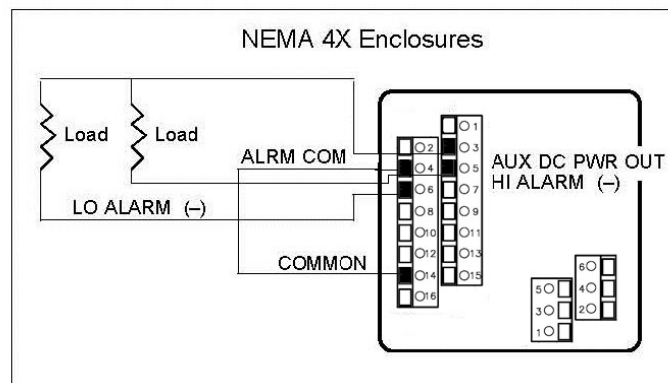 NEMA 4X Enclosures
Load
Load
ALRM COM
LO ALARM (–)
COMMON
1
2
3
4
5
6
7
8
9
10
11
12
13
14
15
16
AUX DC PWR OUT
HI ALARM (–)
6
5
4
3
2
1